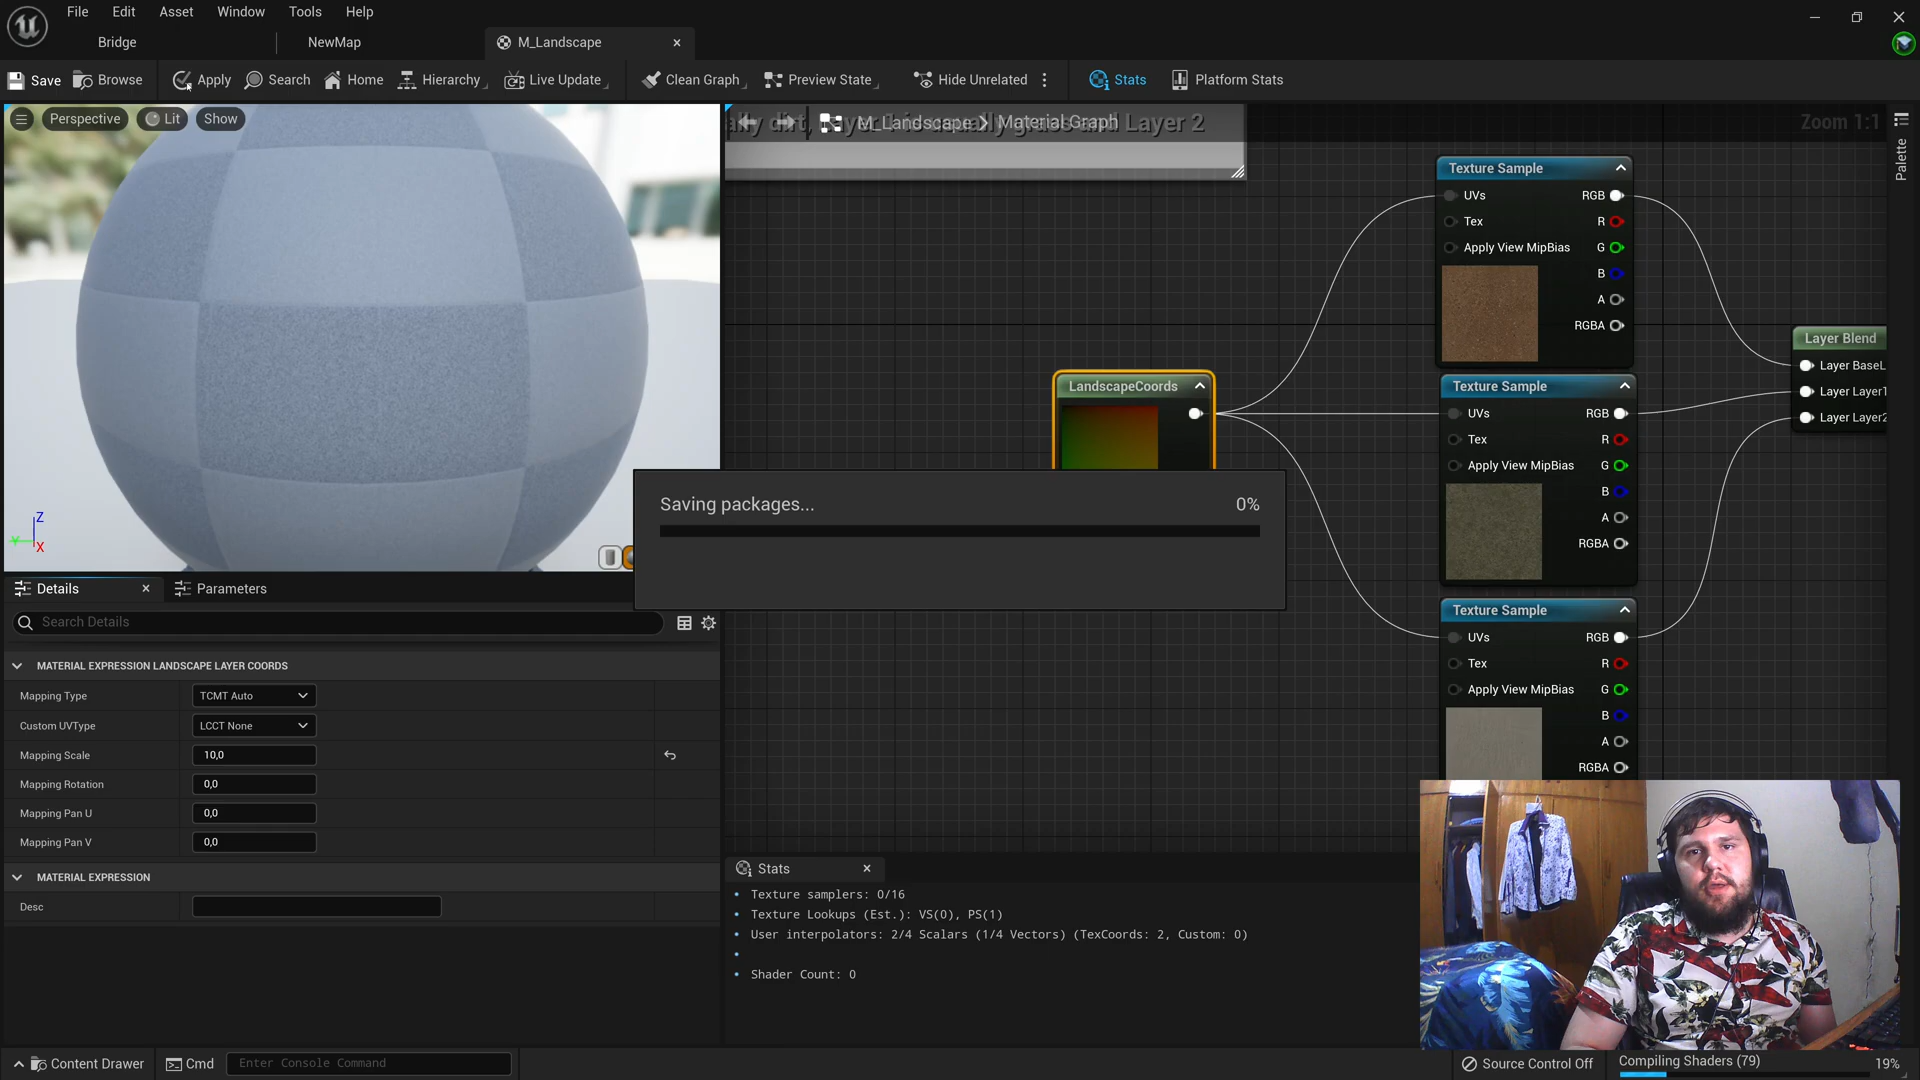 File Edit Asset Window Tools Help
Bridge NewMap M_Landscape
Save Browse Apply Search Home Hierarchy Live Update Clean Graph Preview State Hide Unrelated Stats Platform Stats
Perspective Lit Show
M_Landscape > Material Graph
Layer 2
Zoom 1:1
Palette
Texture Sample
UVs RGB
Tex R
Apply View MipBias G
B
A
RGBA
LandscapeCoords
Texture Sample
UVs RGB
Tex R
Apply View MipBias G
B
A
RGBA
Layer Blend
Layer BaseL
Layer Layer1
Layer Layer2
Saving packages... 0%
Texture Sample
UVs RGB
Tex R
Apply View MipBias G
B
A
RGBA
Z
Y
X
Details Parameters
Search Details
MATERIAL EXPRESSION LANDSCAPE LAYER COORDS
Mapping Type TCMT Auto
Custom UVType LCCT None
Mapping Scale 10,0
Mapping Rotation 0,0
Mapping Pan U 0,0
Mapping Pan V 0,0
MATERIAL EXPRESSION
Desc
Stats
Texture samplers: 0/16
Texture Lookups (Est.): VS(0), PS(1)
User interpolators: 2/4 Scalars (1/4 Vectors) (TexCoords: 2, Custom: 0)
Shader Count: 0
Content Drawer Cmd Enter Console Command Source Control Off Compiling Shaders (79) 19%